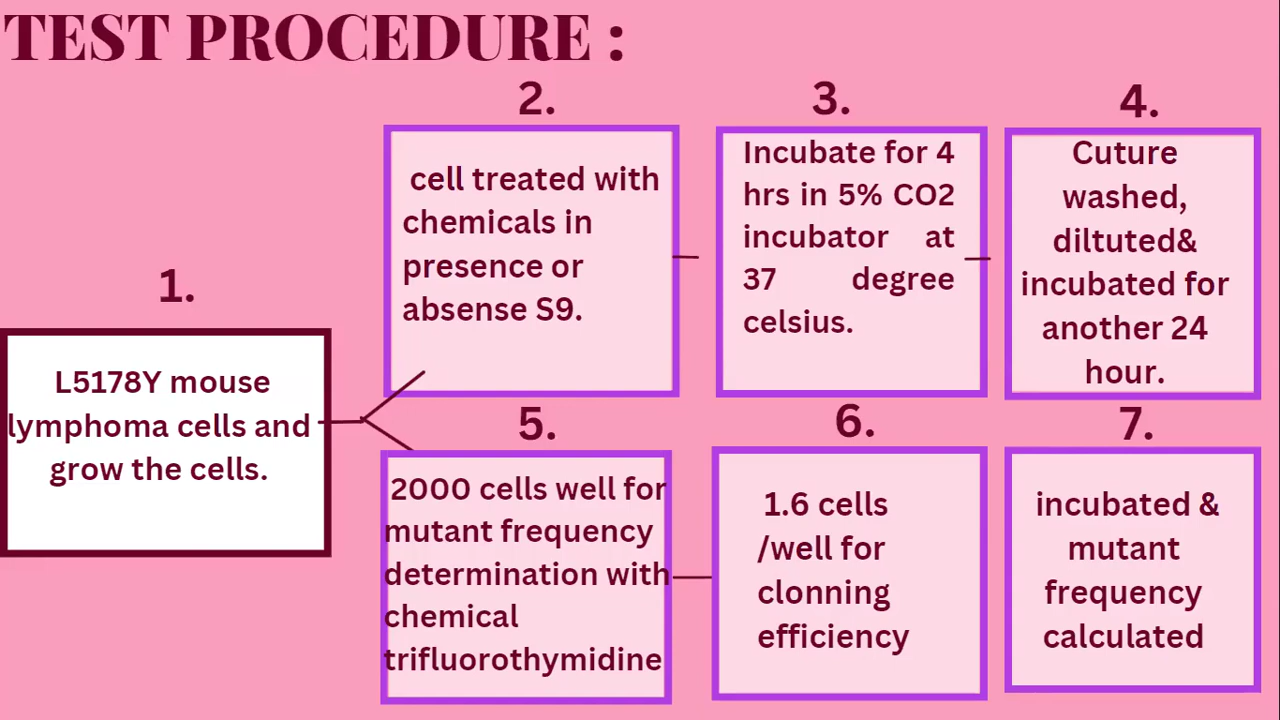 TEST PROCEDURE :
1.
L5178Y mouse
lymphoma cells and
grow the cells.
2.
cell treated with
chemicals in
presence or
absense S9.
3.
Incubate for 4
hrs in 5% CO2
incubator at
37 degree
celsius.
4.
Cuture
washed,
diltuted&
incubated for
another 24
hour.
5.
2000 cells well for
mutant frequency
determination with
chemical
trifluorothymidine
6.
1.6 cells
/well for
clonning
efficiency
7.
incubated &
mutant
frequency
calculated